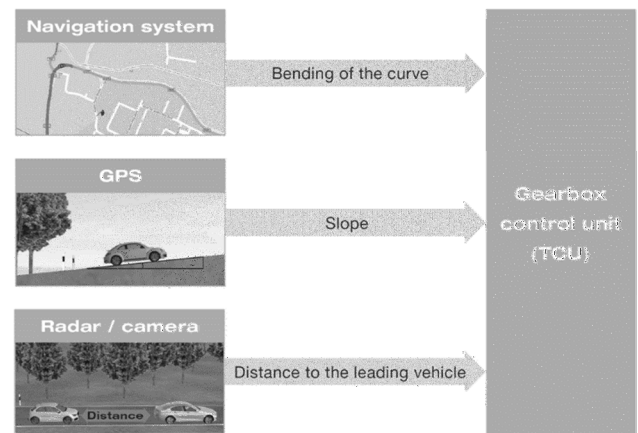 Navigation system
Bending of the curve
GPS
Slope
Gearbox
control unit
(TCU)
Radar / camera
Distance to the leading vehicle
Distance